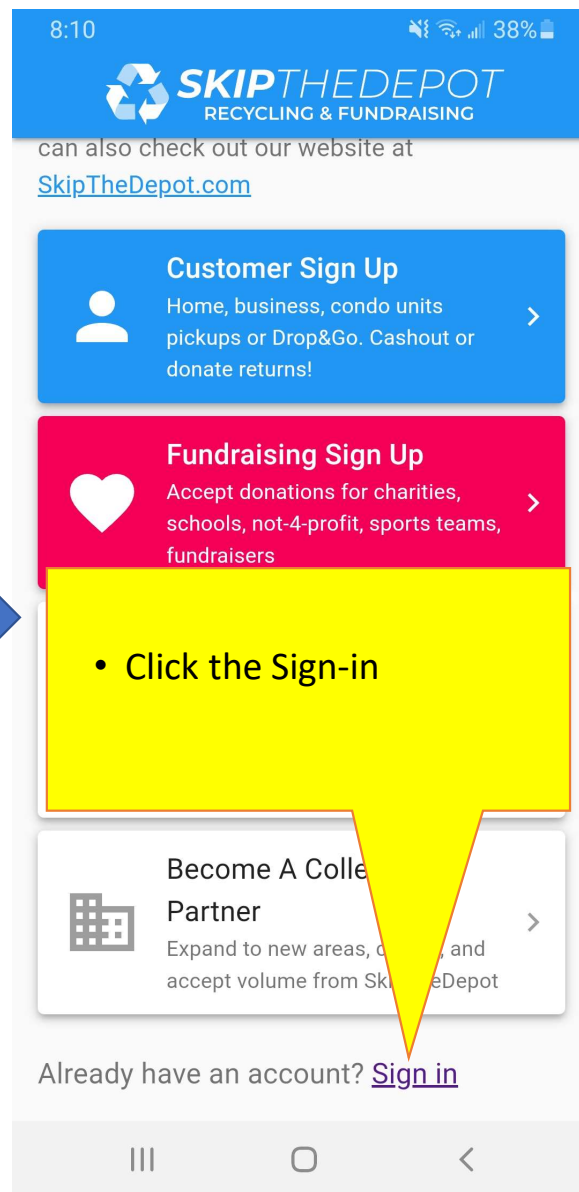 8:10 38%
SKIPTHEDEPOT
RECYCLING & FUNDRAISING
can also check out our website at
SkipTheDepot.com
Customer Sign Up
Home, business, condo units
pickups or Drop&Go. Cashout or
donate returns!
Fundraising Sign Up
Accept donations for charities,
schools, not-4-profit, sports teams,
fundraisers
• Click the Sign-in
Become A
Partner
Expand to new areas, and
accept volume from
Already have an account? Sign in